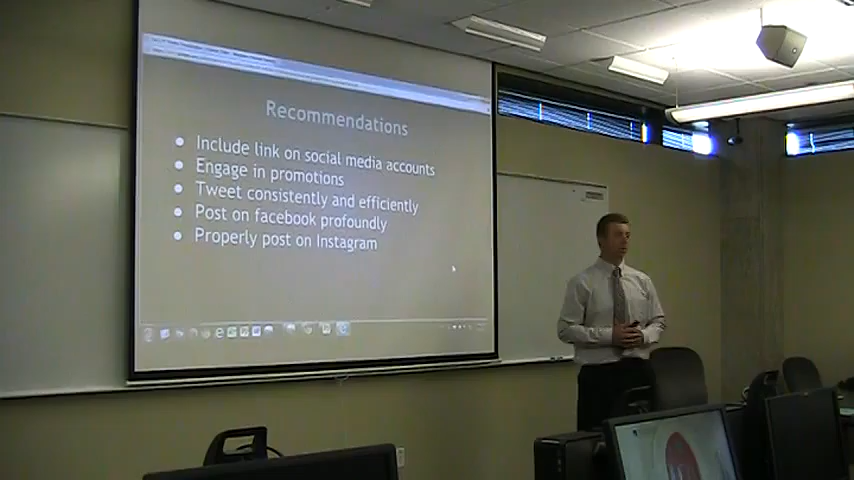 Recommendations
Include link on social media accounts
Engage in promotions
Tweet consistently and efficiently
Post on facebook profoundly
Properly post on Instagram